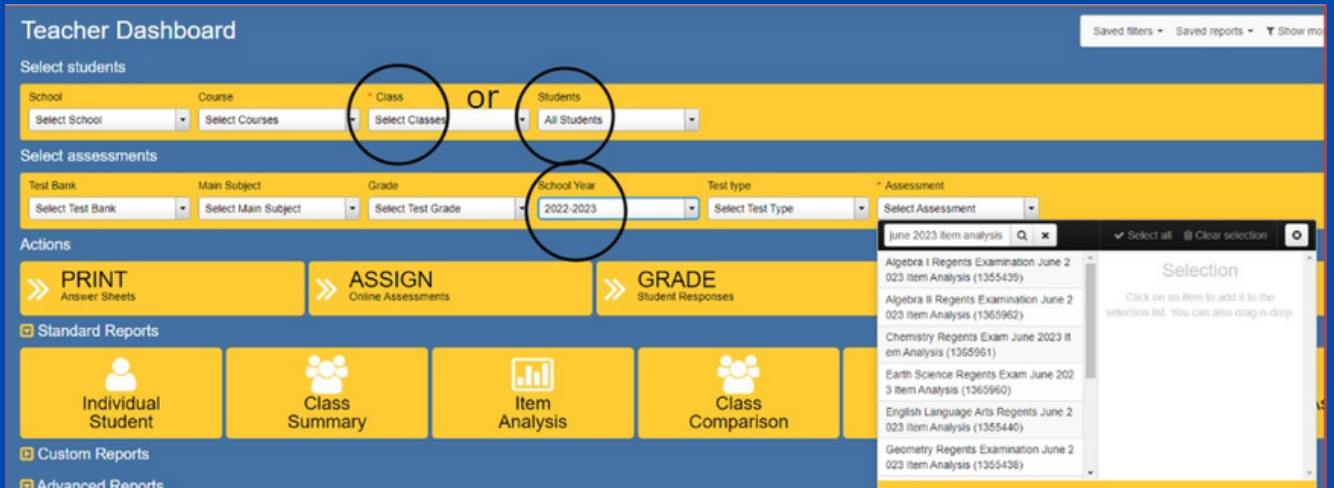 Teacher Dashboard
Saved filters
Saved reports
Show mo
Select students
School
Course
* Class
or
Students
Select School
Select Courses
Select Classes
All Students
Select assessments
Test Bank
Main Subject
Grade
School Year
Test type
* Assessment
Select Test Bank
Select Main Subject
Select Test Grade
2022-2023
Select Test Type
Select Assessment
june 2023 item analysis
Select all
Clear selection
Actions
PRINT
Answer Sheets
ASSIGN
Online Assessments
GRADE
Student Responses
Algebra I Regents Examination June 2
023 Item Analysis (1355439)
Algebra II Regents Examination June 2
023 Item Analysis (1365962)
Chemistry Regents Exam June 2023 It
em Analysis (1365961)
Earth Science Regents Exam June 202
3 Item Analysis (1365960)
English Language Arts Regents June 2
023 Item Analysis (1355440)
Geometry Regents Examination June 2
023 Item Analysis (1355438)
Selection
Click on an item to add it to the
selection list. You can also drag-n-drop.
Standard Reports
Individual
Student
Class
Summary
Item
Analysis
Class
Comparison
Custom Reports
Advanced Reports